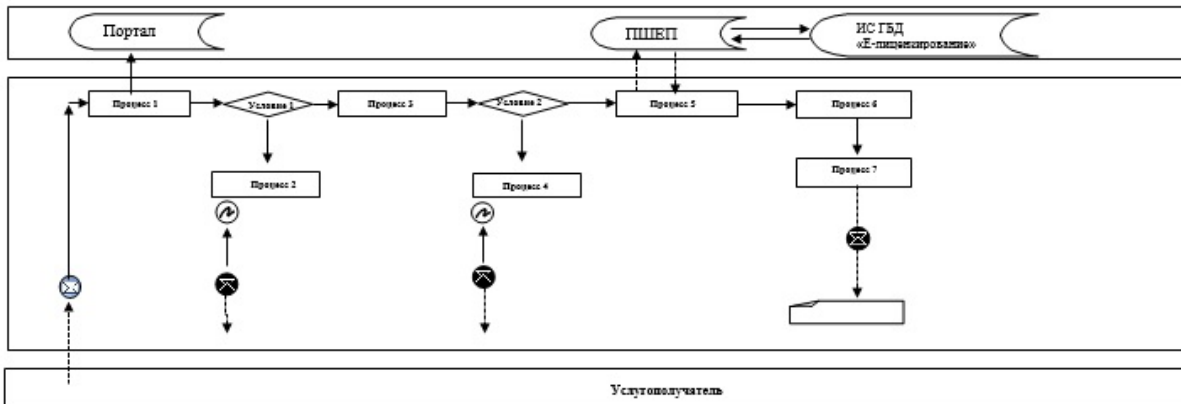 Портал
ПШЕП
ИС ГБД
«Е-лицензирование»
Процесс 1
Условие 1
Процесс 3
Условие 2
Процесс 5
Процесс 6
Процесс 2
Процесс 4
Процесс 7
Услугополучатель